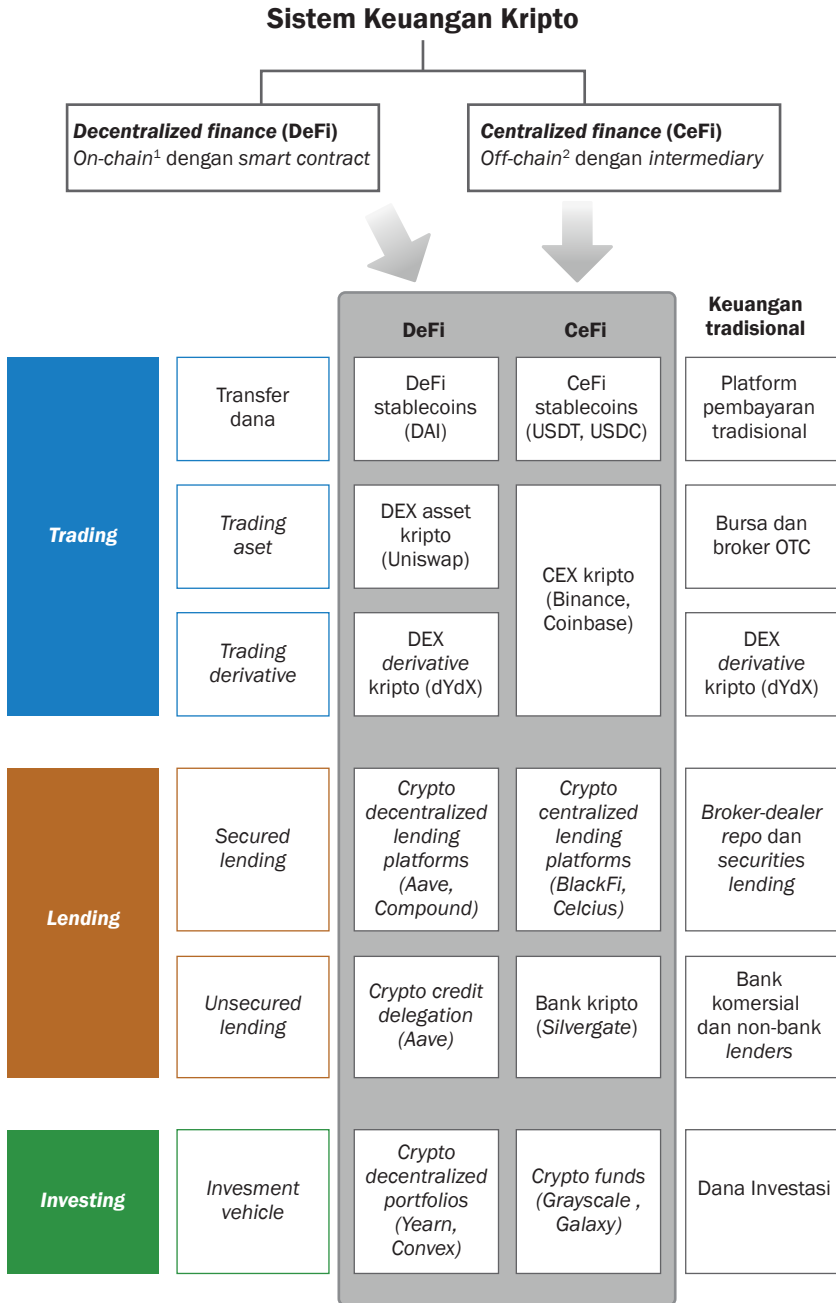 Sistem Keuangan Kripto
Decentralized finance (DeFi)
On-chain¹ dengan smart contract
Centralized finance (CeFi)
Off-chain² dengan intermediary
DeFi
CeFi
Keuangan
tradisional
Trading
Transfer
dana
DeFi
stablecoins
(DAI)
CeFi
stablecoins
(USDT, USDC)
Platform
pembayaran
tradisional
Trading
aset
DEX asset
kripto
(Uniswap)
CEX kripto
(Binance,
Coinbase)
Bursa dan
broker OTC
Trading
derivative
DEX
derivative
kripto (dYdX)
DEX
derivative
kripto (dYdX)
Lending
Secured
lending
Crypto
decentralized
lending
platforms
(Aave,
Compound)
Crypto
centralized
lending
platforms
(BlackFi,
Celcius)
Broker-dealer
repo dan
securities
lending
Unsecured
lending
Crypto credit
delegation
(Aave)
Bank kripto
(Silvergate)
Bank
komersial
dan non-bank
lenders
Investing
Invesment
vehicle
Crypto
decentralized
portfolios
(Yearn,
Convex)
Crypto funds
(Grayscale ,
Galaxy)
Dana Investasi